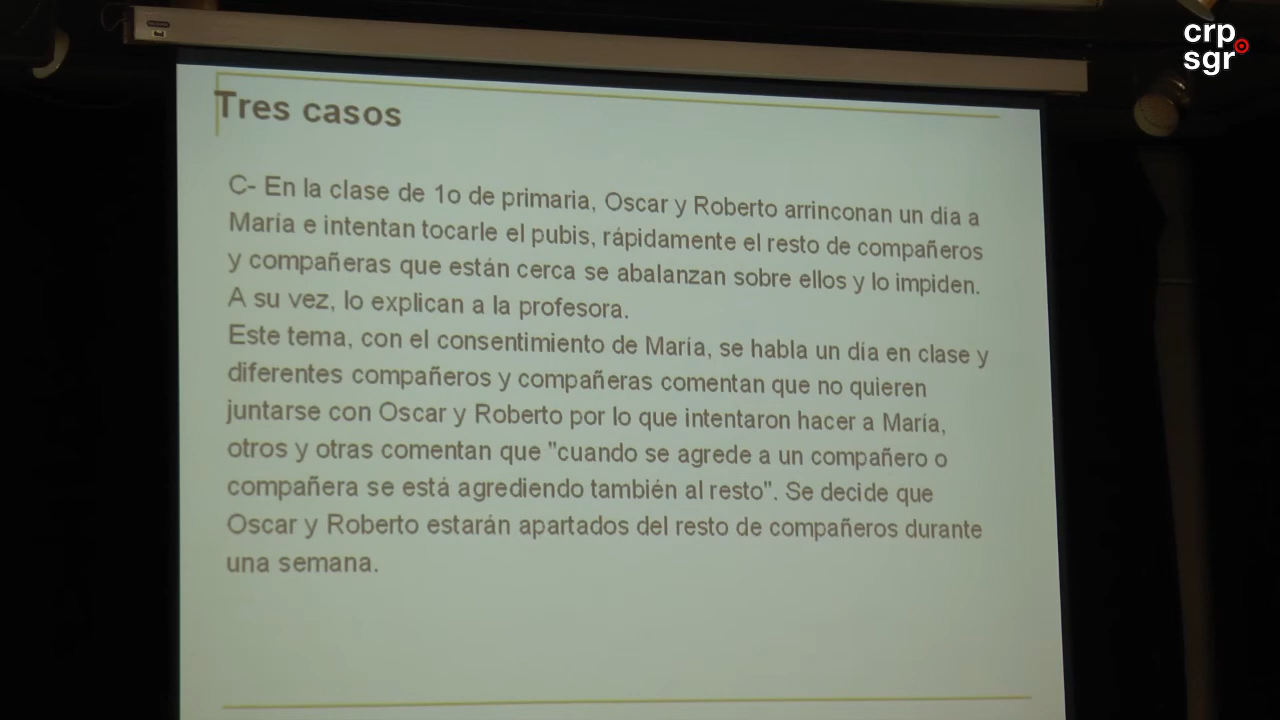 crp
sgr
Tres casos
C- En la clase de 1o de primaria, Oscar y Roberto arrinconan un día a
María e intentan tocarle el pubis, rápidamente el resto de compañeros
y compañeras que están cerca se abalanzan sobre ellos y lo impiden.
A su vez, lo explican a la profesora.
Este tema, con el consentimiento de María, se habla un día en clase y
diferentes compañeros y compañeras comentan que no quieren
juntarse con Oscar y Roberto por lo que intentaron hacer a María,
otros y otras comentan que "cuando se agrede a un compañero o
compañera se está agrediendo también al resto". Se decide que
Oscar y Roberto estarán apartados del resto de compañeros durante
una semana.